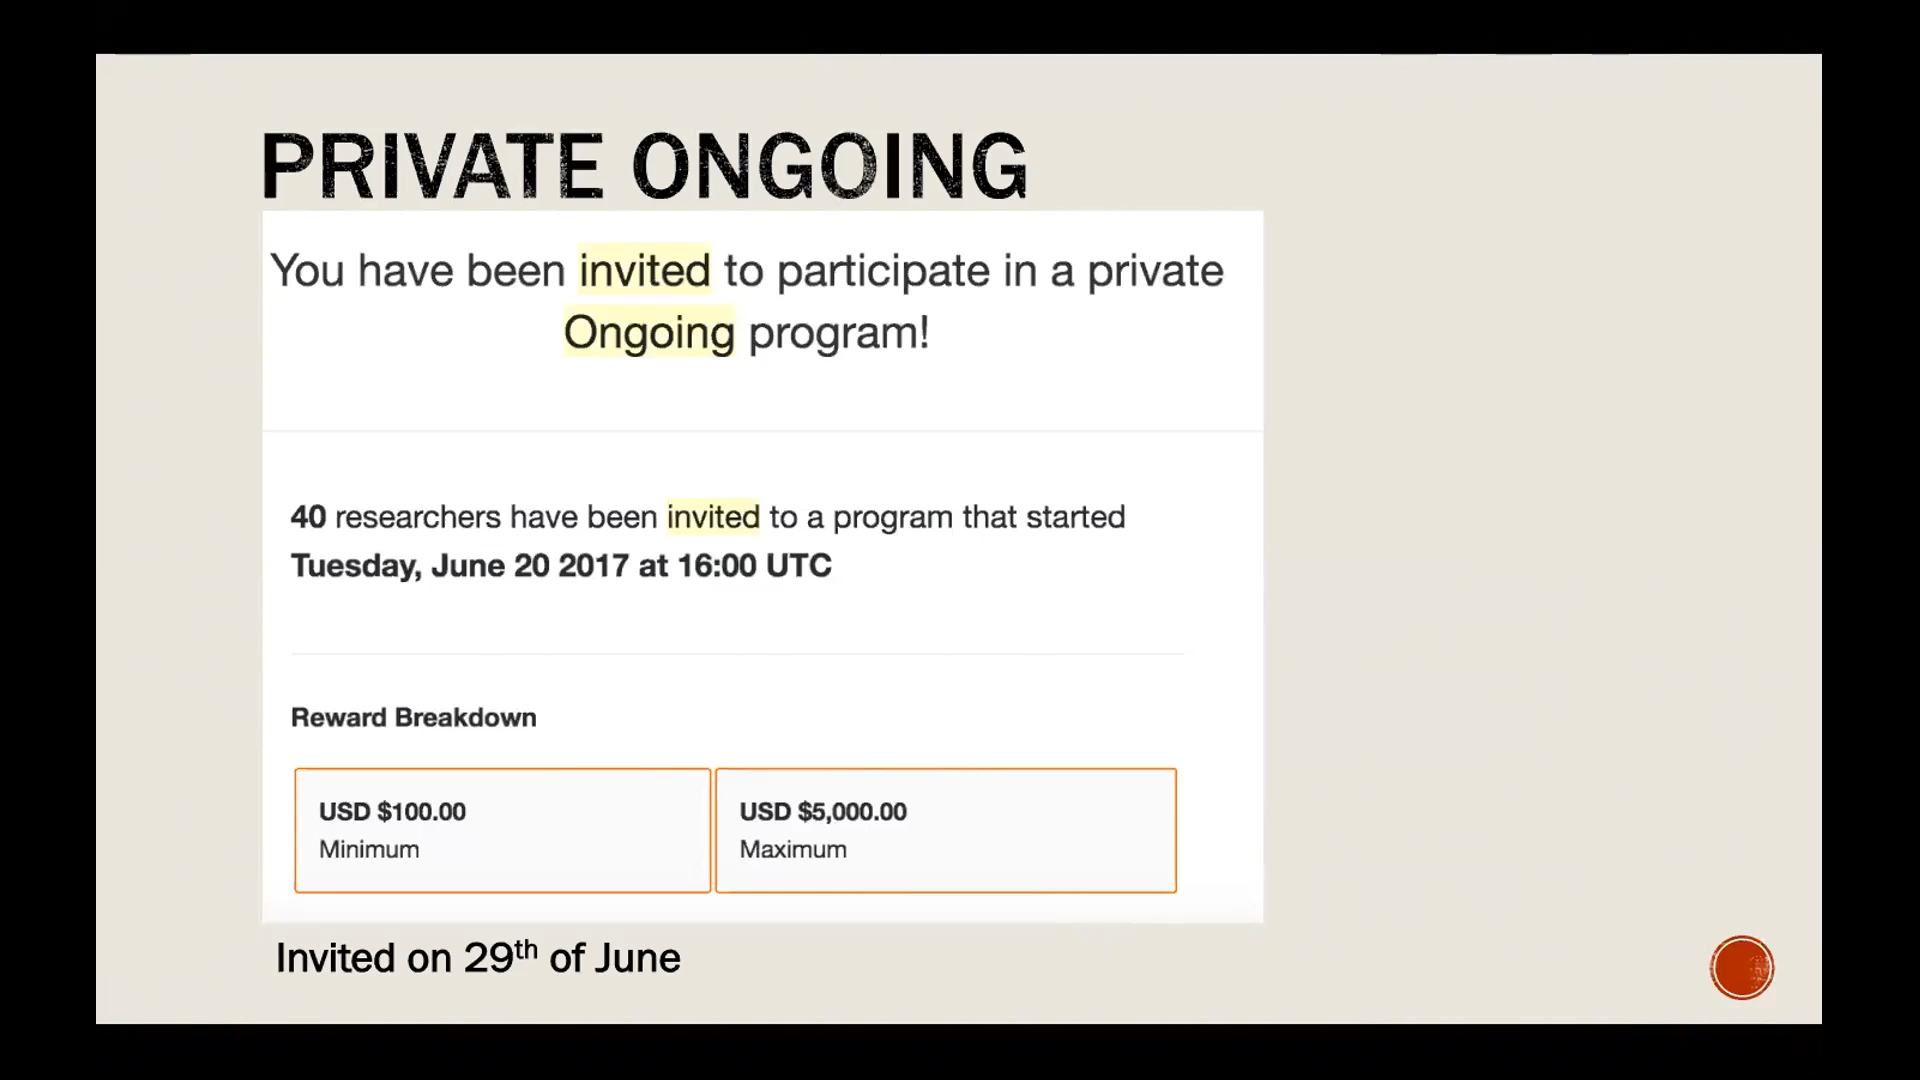 PRIVATE ONGOING
You have been invited to participate in a private
Ongoing program!
40 researchers have been invited to a program that started
Tuesday, June 20 2017 at 16:00 UTC
Reward Breakdown
USD $100.00
Minimum
USD $5,000.00
Maximum
Invited on 29th of June